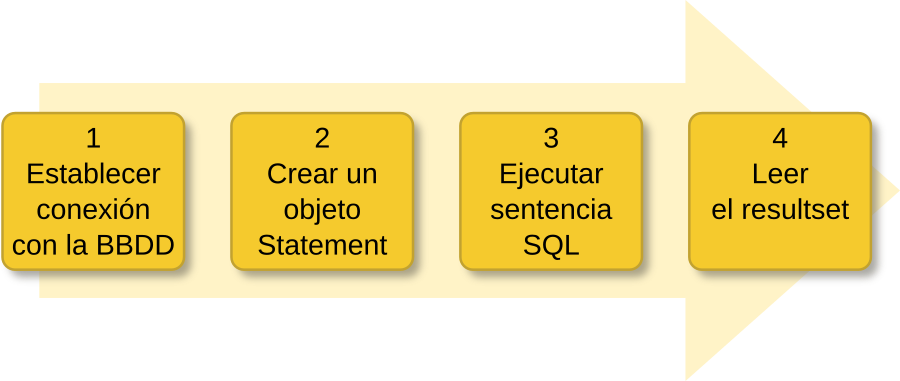 1
Establecer
conexión
con la BBDD
2
Crear un
objeto
Statement
3
Ejecutar
sentencia
SQL
4
Leer
el resultset